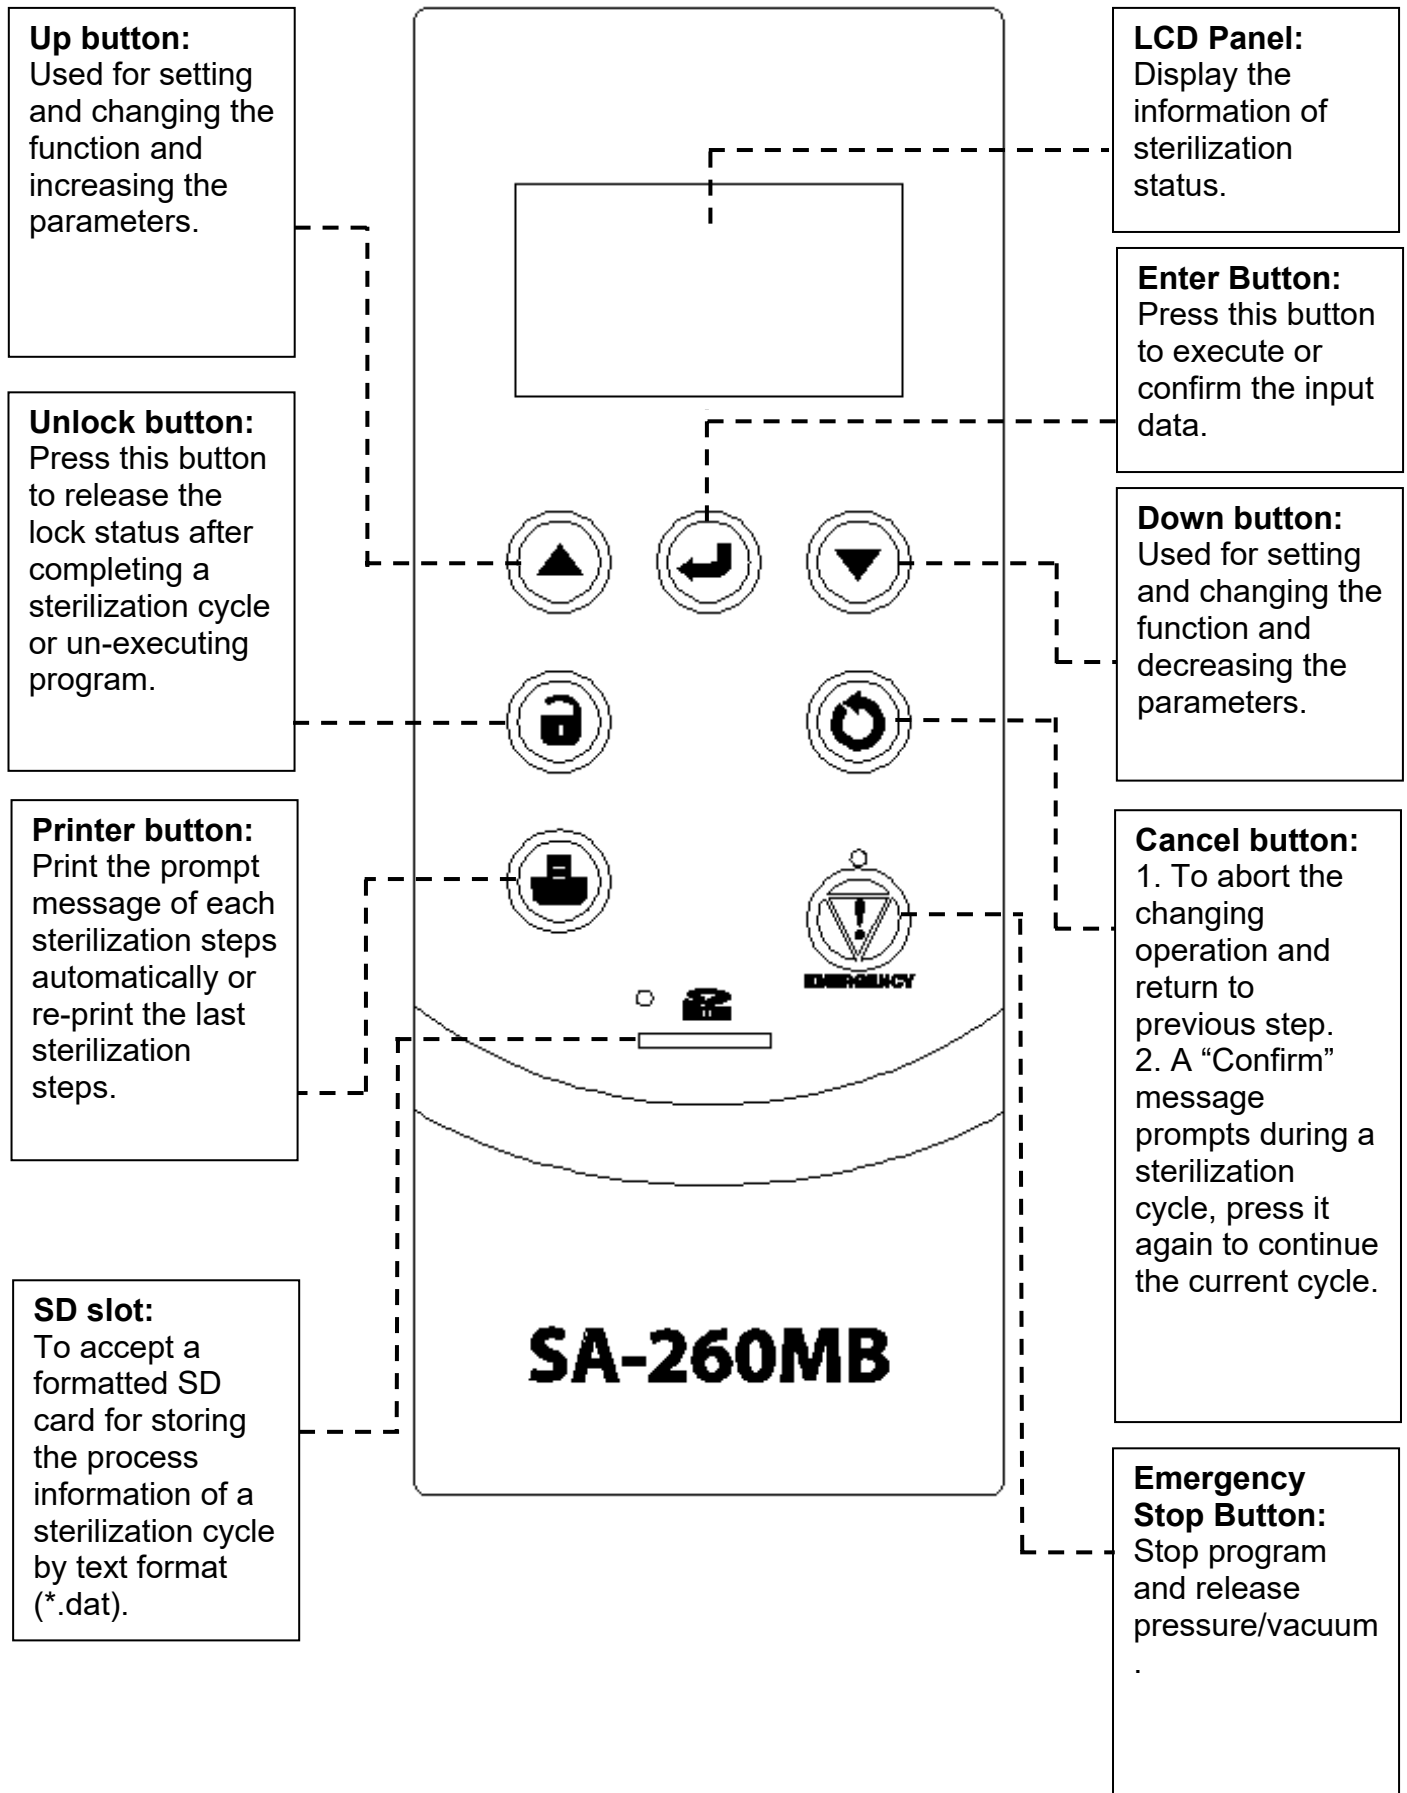 Up button:
Used for setting
and changing the
function and
increasing the
parameters.
Unlock button:
Press this button
to release the
lock status after
completing a
sterilization cycle
or un-executing
program.
Printer button:
Print the prompt
message of each
sterilization steps
automatically or
re-print the last
sterilization
steps.
SD slot:
To accept a
formatted SD
card for storing
the process
information of a
sterilization cycle
by text format
(*.dat).
EMERGENCY
SA-260MB
LCD Panel:
Display the
information of
sterilization
status.
Enter Button:
Press this button
to execute or
confirm the input
data.
Down button:
Used for setting
and changing the
function and
decreasing the
parameters.
Cancel button:
1. To abort the
changing
operation and
return to
previous step.
2. A “Confirm”
message
prompts during a
sterilization
cycle, press it
again to continue
the current cycle.
Emergency
Stop Button:
Stop program
and release
pressure/vacuum
.